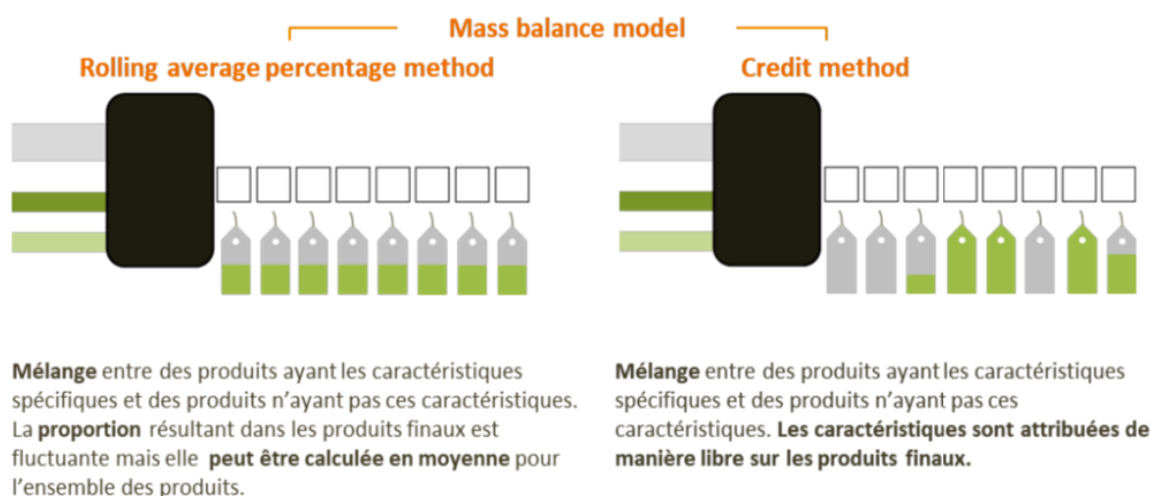 Mass balance model
Rolling average percentage method
Credit method
Mélange entre des produits ayant les caractéristiques
spécifiques et des produits n'ayant pas ces caractéristiques.
La proportion résultant dans les produits finaux est
fluctuante mais elle peut être calculée en moyenne pour
l'ensemble des produits.
Mélange entre des produits ayant les caractéristiques
spécifiques et des produits n'ayant pas ces
caractéristiques. Les caractéristiques sont attribuées de
manière libre sur les produits finaux.